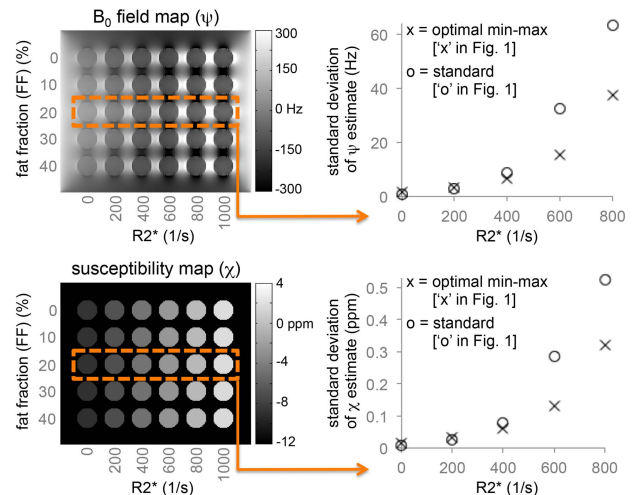 B0 field map (ψ)
fat fraction (FF) (%)
0
10
20
30
40
0 200 400 600 800 1000
R2* (1/s)
300
150
0 Hz
-150
-300
standard deviation
of ψ estimate (Hz)
60
40
20
0
x = optimal min-max
['x' in Fig. 1]
o = standard
['o' in Fig. 1]
0 200 400 600 800
R2* (1/s)
susceptibility map (χ)
fat fraction (FF) (%)
0
10
20
30
40
0 200 400 600 800 1000
R2* (1/s)
4
0 ppm
-4
-8
-12
standard deviation
of χ estimate (ppm)
0.5
0.4
0.3
0.2
0.1
0
x = optimal min-max
['x' in Fig. 1]
o = standard
['o' in Fig. 1]
0 200 400 600 800
R2* (1/s)